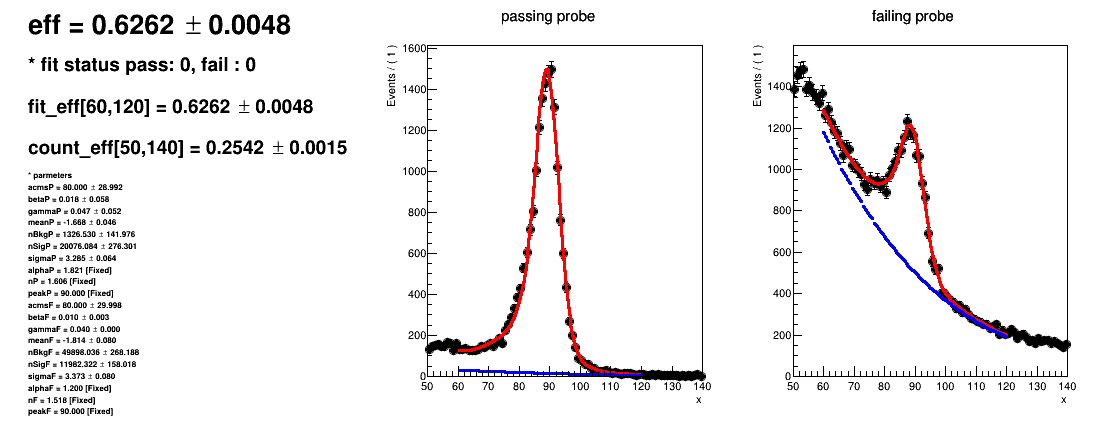 eff = 0.6262 ± 0.0048
* fit status pass: 0, fail : 0
fit_eff[60,120] = 0.6262 ± 0.0048
count_eff[50,140] = 0.2542 ± 0.0015
* parmeters
acmsP = 80.000 ± 28.992
betaP = 0.018 ± 0.058
gammaP = 0.047 ± 0.052
meanP = -1.668 ± 0.046
nBkgP = 1326.530 ± 141.976
nSigP = 20076.084 ± 276.301
sigmaP = 3.285 ± 0.064
alphaP = 1.821 [Fixed]
nP = 1.606 [Fixed]
peakP = 90.000 [Fixed]
acmsF = 80.000 ± 29.998
betaF = 0.010 ± 0.003
gammaF = 0.040 ± 0.000
meanF = -1.814 ± 0.080
nBkgF = 49898.036 ± 268.188
nSigF = 11982.322 ± 158.018
sigmaF = 3.373 ± 0.080
alphaF = 1.200 [Fixed]
nF = 1.518 [Fixed]
peakF = 90.000 [Fixed]
passing probe
Events / ( 1 )
1600
1400
1200
1000
800
600
400
200
0
50 60 70 80 90 100 110 120 130 140
x
failing probe
Events / ( 1 )
1400
1200
1000
800
600
400
200
0
50 60 70 80 90 100 110 120 130 140
x